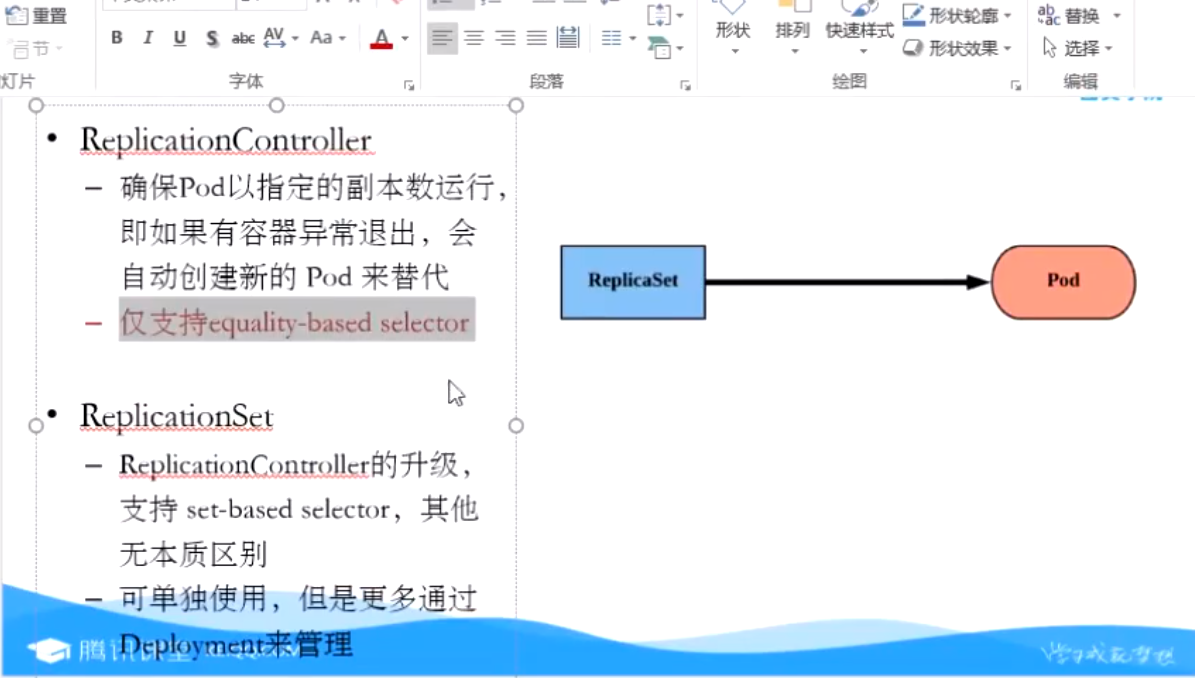 重置
节
灯片
B I U S abc AV Aa A
字体
段落
形状
排列
快速样式
形状轮廓
形状效果
绘图
abc 替换
选择
编辑
• ReplicationController
– 确保Pod以指定的副本数运行，
即如果有容器异常退出，会
自动创建新的 Pod 来替代
– 仅支持equality-based selector
• ReplicationSet
– ReplicationController的升级，
支持 set-based selector，其他
无本质区别
– 可单独使用，但是更多通过
Deployment来管理
ReplicaSet
Pod
腾讯课堂